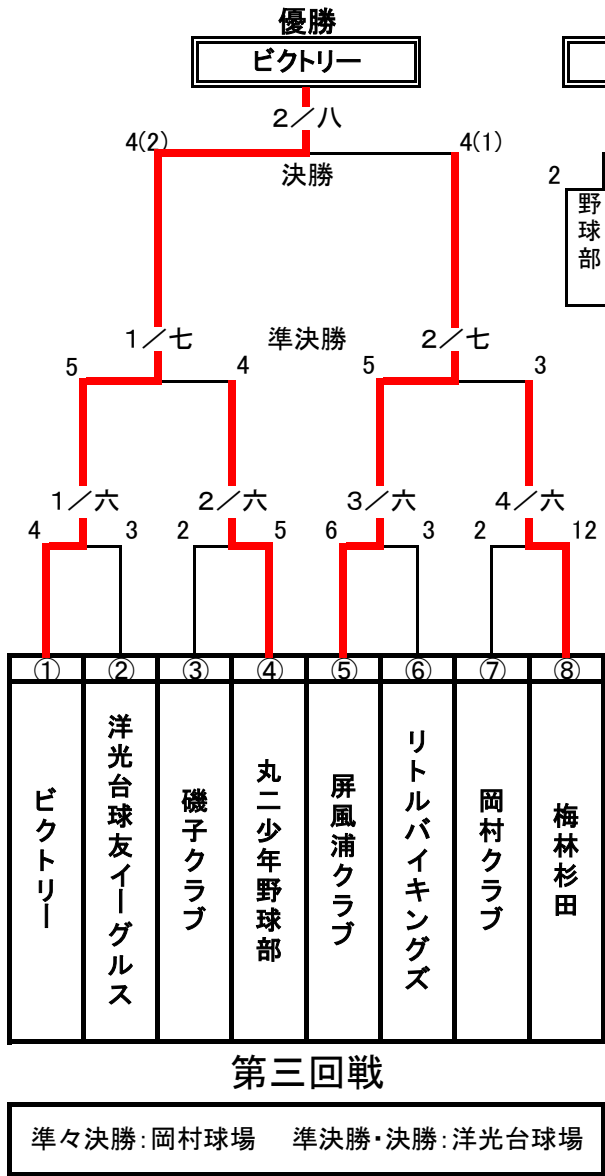 優勝
ビクトリー
2／八
4(2)
4(1)
決勝
2
野球部
1／七
準決勝
2／七
5
4
5
3
1／六
2／六
3／六
4／六
4
3
2
5
6
3
2
12
①
②
③
④
⑤
⑥
⑦
⑧
ビクトリー
洋光台球友イーグルス
磯子クラブ
丸二少年野球部
屏風浦クラブ
リトルバイキングズ
岡村クラブ
梅林杉田
第三回戦
準々決勝:岡村球場　準決勝・決勝:洋光台球場